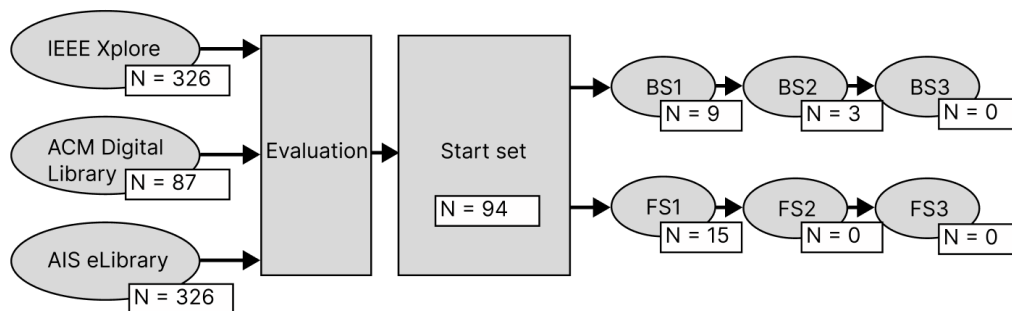 IEEE Xplore
N = 326
ACM Digital
Library
N = 87
AIS eLibrary
N = 326
Evaluation
Start set
N = 94
BS1
N = 9
BS2
N = 3
BS3
N = 0
FS1
N = 15
FS2
N = 0
FS3
N = 0